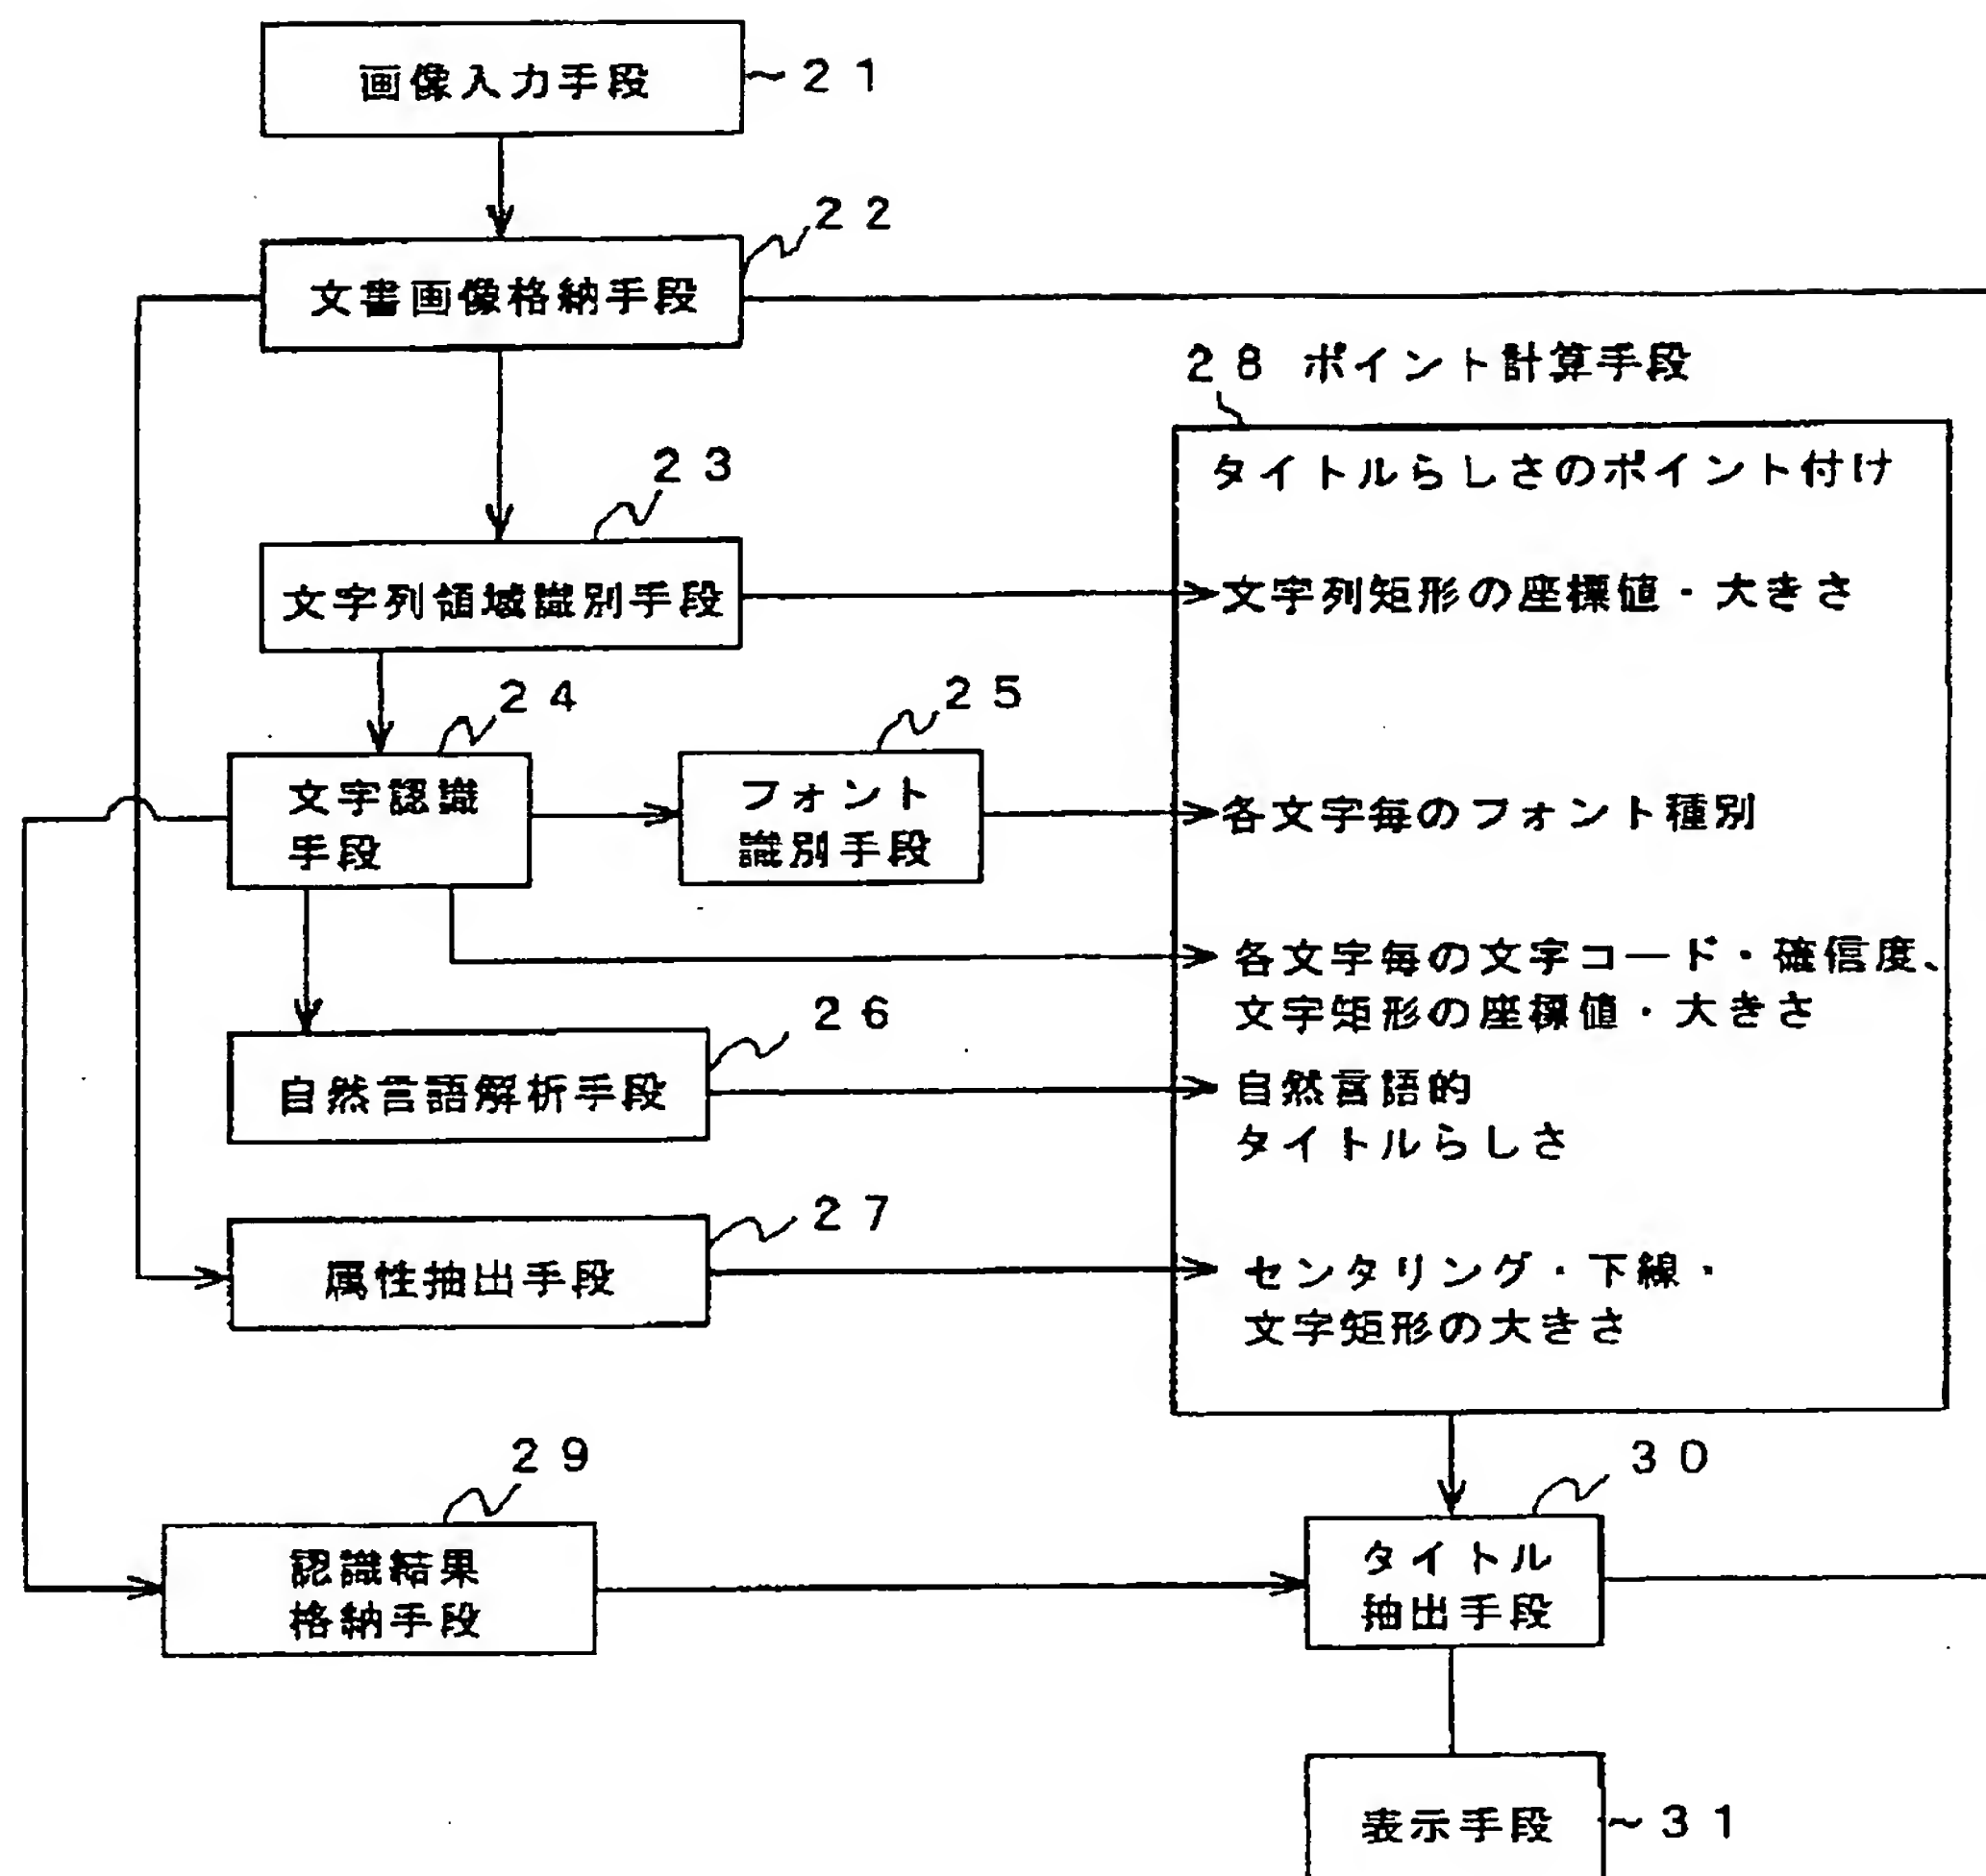 画像入力手段
~21
22
文書画像格納手段
28 ポイント計算手段
タイトルらしさのポイント付け
23
文字列領域識別手段
文字列矩形の座標値・大きさ
24
25
文字認識
手段
フォント
識別手段
各文字毎のフォント種別
各文字毎の文字コード・確信度、
文字矩形の座標値・大きさ
26
自然言語解析手段
自然言語的
タイトルらしさ
27
属性抽出手段
センタリング・下線・
文字矩形の大きさ
29
認識結果
格納手段
30
タイトル
抽出手段
表示手段
~31